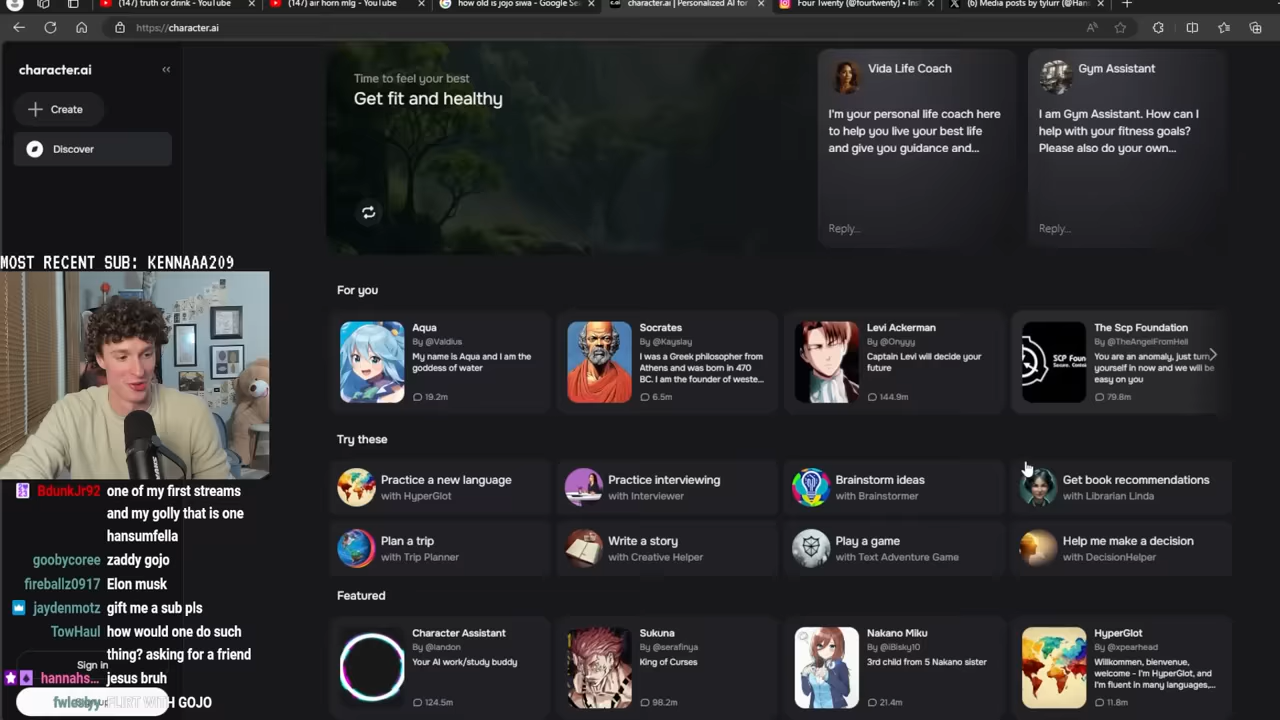 (147) truth or drink - YouTube
(147) air horn mlg - YouTube
how old is jojo siwa - Google Se
character.ai | Personalized AI for
Four Twenty (@fourtwenty) • Ins
(6) Media posts by tylurr (@Han
https://character.ai
character.ai
Create
Discover
Time to feel your best
Get fit and healthy
Vida Life Coach
I'm your personal life coach here
to help you live your best life
and give you guidance and...
Reply...
Gym Assistant
I am Gym Assistant. How can I
help with your fitness goals?
Please also do your own...
Reply...
MOST RECENT SUB: KENNAAA209
For you
Aqua
By @Valdius
My name is Aqua and I am the
goddess of water
19.2m
Socrates
By @Kayslay
I was a Greek philosopher from
Athens and was born in 470
BC. I am the founder of weste...
6.5m
Levi Ackerman
By @Onyyy
Captain Levi will decide your
future
144.9m
SCP Foun
The Scp Foundation
By @TheAngelFromHell
You are an anomaly, just turn
yourself in now and we will be
easy on you
79.8m
Try these
Practice a new language
with HyperGlot
Practice interviewing
with Interviewer
Brainstorm ideas
with Brainstormer
Get book recommendations
with Librarian Linda
Plan a trip
with Trip Planner
Write a story
with Creative Helper
Play a game
with Text Adventure Game
Help me make a decision
with DecisionHelper
Featured
Character Assistant
By @landon
Your AI work/study buddy
124.5m
Sukuna
By @serafinya
King of Curses
98.2m
Nakano Miku
By @iBisky10
3rd child from 5 Nakano sister
21.4m
HyperGlot
By @xpearhead
Willkommen, bienvenue,
welcome - I'm HyperGlot, and
I'm fluent in many languages,...
11.8m
BdunkJr92 one of my first streams
and my golly that is one
hansumfella
goobycoree zaddy gojo
fireballz0917 Elon musk
jaydenmotz gift me a sub pls
TowHaul how would one do such
thing? asking for a friend
Sign in
hannahs... jesus bruh
FLIRT WITH GOJO